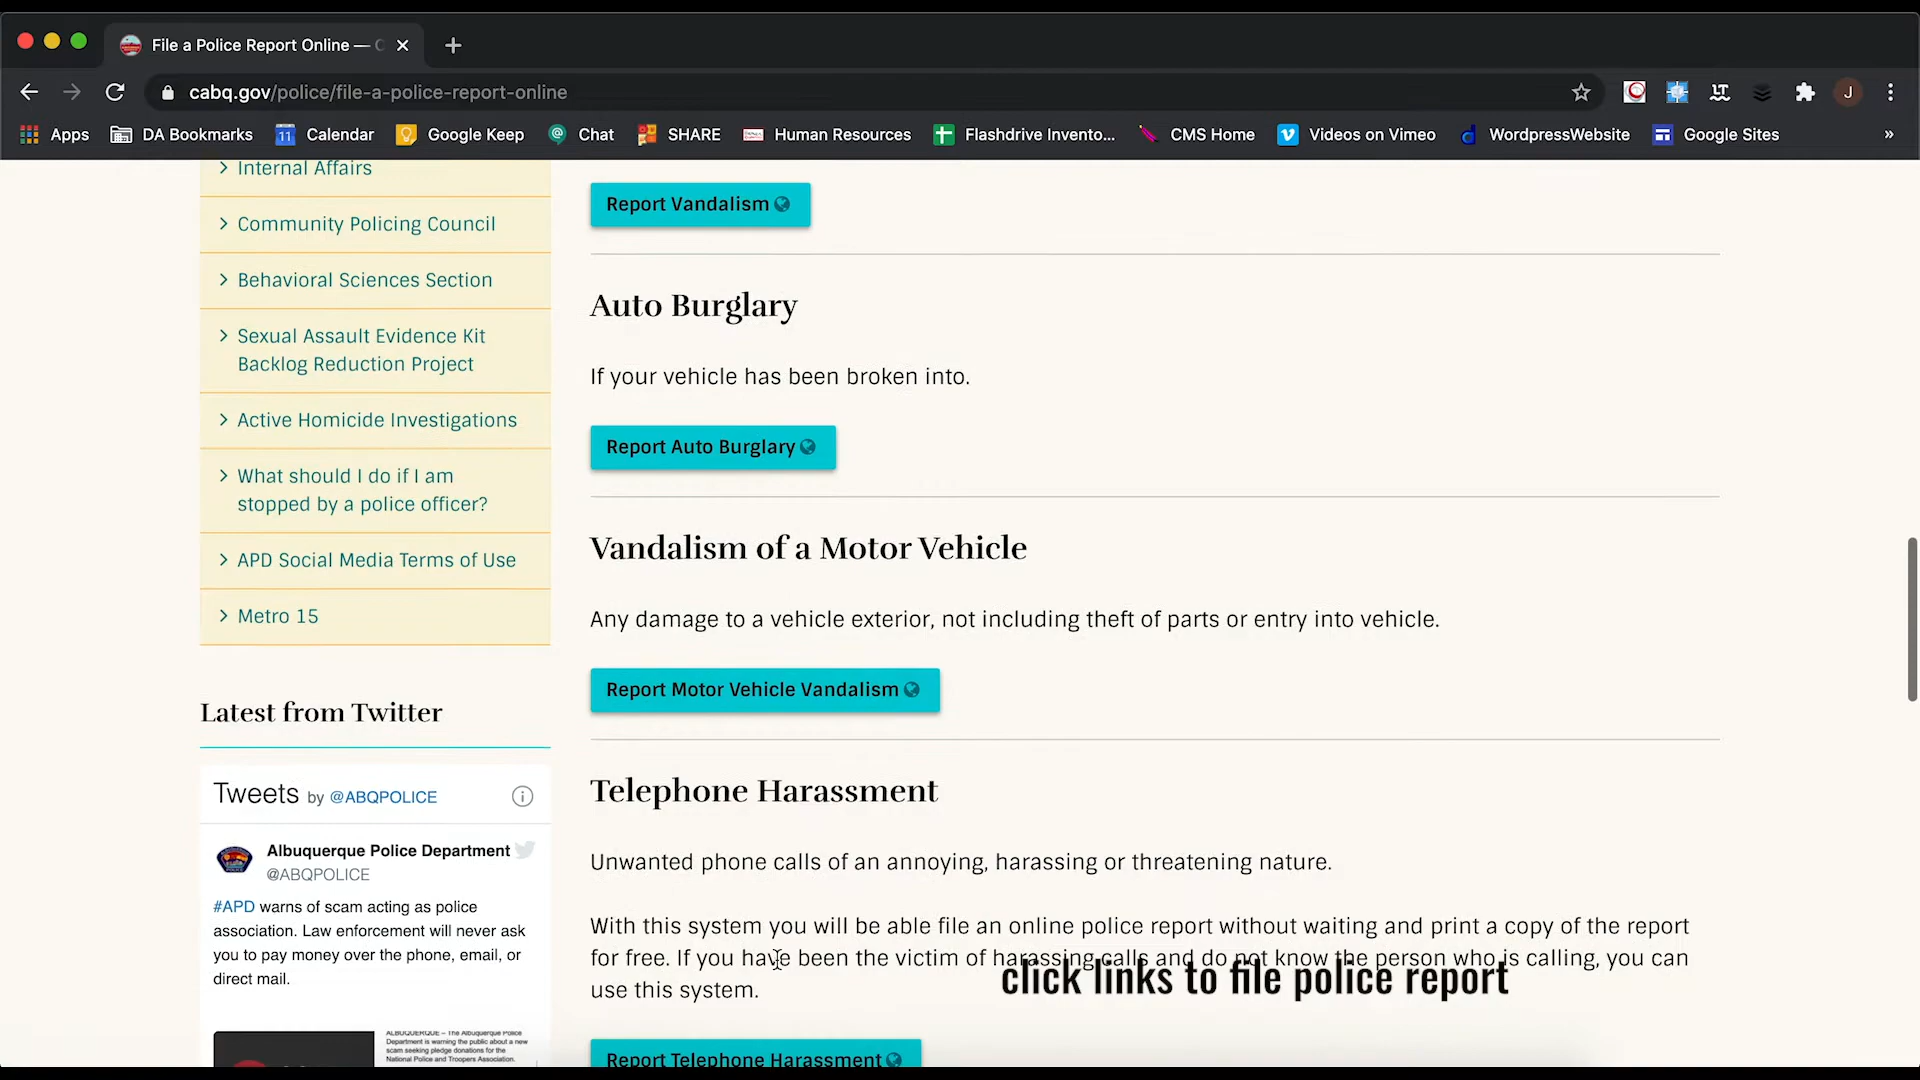 File a Police Report Online — C
cabq.gov/police/file-a-police-report-online
J
Apps
DA Bookmarks
11
Calendar
Google Keep
Chat
SHARE
Human Resources
Flashdrive Invento...
CMS Home
Videos on Vimeo
WordpressWebsite
Google Sites
»
Internal Affairs
Community Policing Council
Behavioral Sciences Section
Sexual Assault Evidence Kit
Backlog Reduction Project
Active Homicide Investigations
What should I do if I am
stopped by a police officer?
APD Social Media Terms of Use
Metro 15
Latest from Twitter
Tweets by @ABQPOLICE
Albuquerque Police Department
@ABQPOLICE
#APD warns of scam acting as police
association. Law enforcement will never ask
you to pay money over the phone, email, or
direct mail.
ALBUQUERQUE – The Albuquerque Police
Department is warning the public about a new
scam seeking pledge donations for the
National Police and Troopers Association.
Report Vandalism
Auto Burglary
If your vehicle has been broken into.
Report Auto Burglary
Vandalism of a Motor Vehicle
Any damage to a vehicle exterior, not including theft of parts or entry into vehicle.
Report Motor Vehicle Vandalism
Telephone Harassment
Unwanted phone calls of an annoying, harassing or threatening nature.
With this system you will be able file an online police report without waiting and print a copy of the report
for free. If you have been the victim of harassing calls and do not know the person who is calling, you can
use this system.
click links to file police report
Report Telephone Harassment